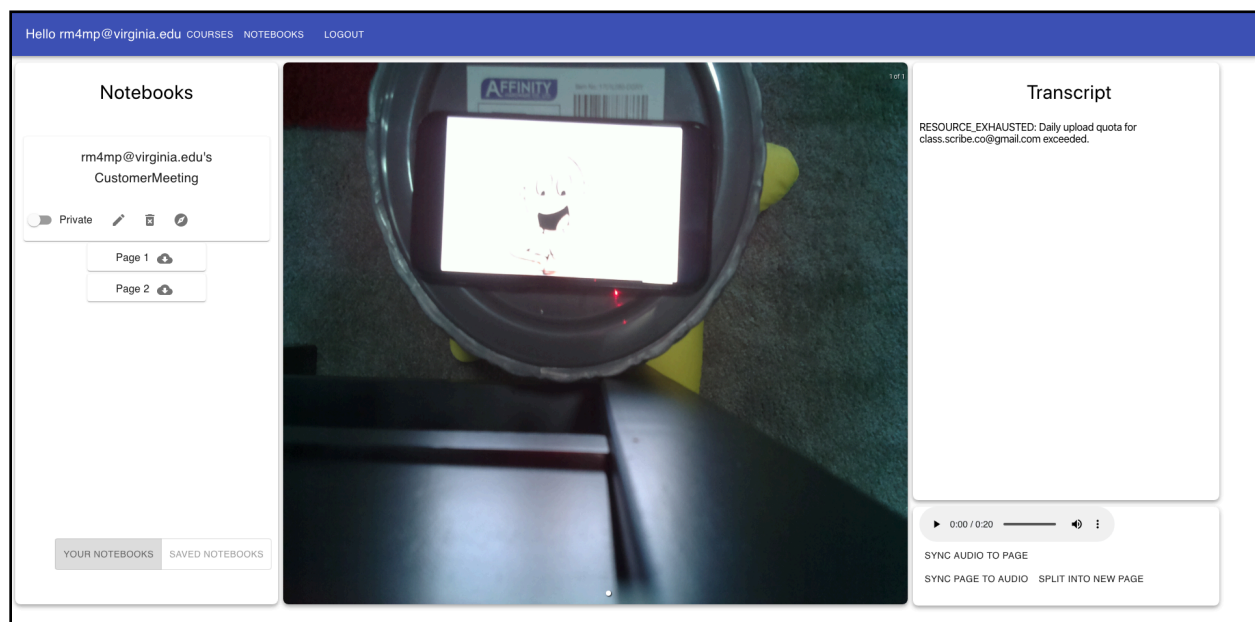 Hello rm4mp@virginia.edu COURSES NOTEBOOKS LOGOUT
Notebooks
rm4mp@virginia.edu's
CustomerMeeting
Private
Page 1
Page 2
YOUR NOTEBOOKS SAVED NOTEBOOKS
1 of 1
AFFINITY
Transcript
RESOURCE_EXHAUSTED: Daily upload quota for
class.scribe.co@gmail.com exceeded.
0:00 / 0:20
SYNC AUDIO TO PAGE
SYNC PAGE TO AUDIO SPLIT INTO NEW PAGE